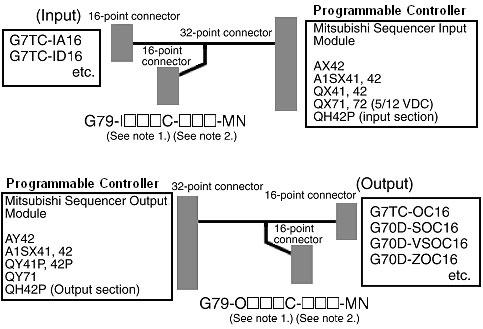 (Input)
16-point connector
Programmable Controller
G7TC-IA16
G7TC-ID16
etc.
32-point connector
16-point
connector
Mitsubishi Sequencer Input
Module
AX42
A1SX41, 42
QX41, 42
QX71, 72 (5/12 VDC)
QH42P (input section)
G79-I□□□C-□□□-MN
(See note 1.) (See note 2.)
Programmable Controller
32-point connector
16-point connector
(Output)
Mitsubishi Sequencer Output
Module
AY42
A1SX41, 42
QY41P, 42P
QY71
QH42P (Output section)
16-point
connector
G7TC-OC16
G70D-SOC16
G70D-VSOC16
G70D-ZOC16
etc.
G79-O□□□C-□□□-MN
(See note 1.) (See note 2.)